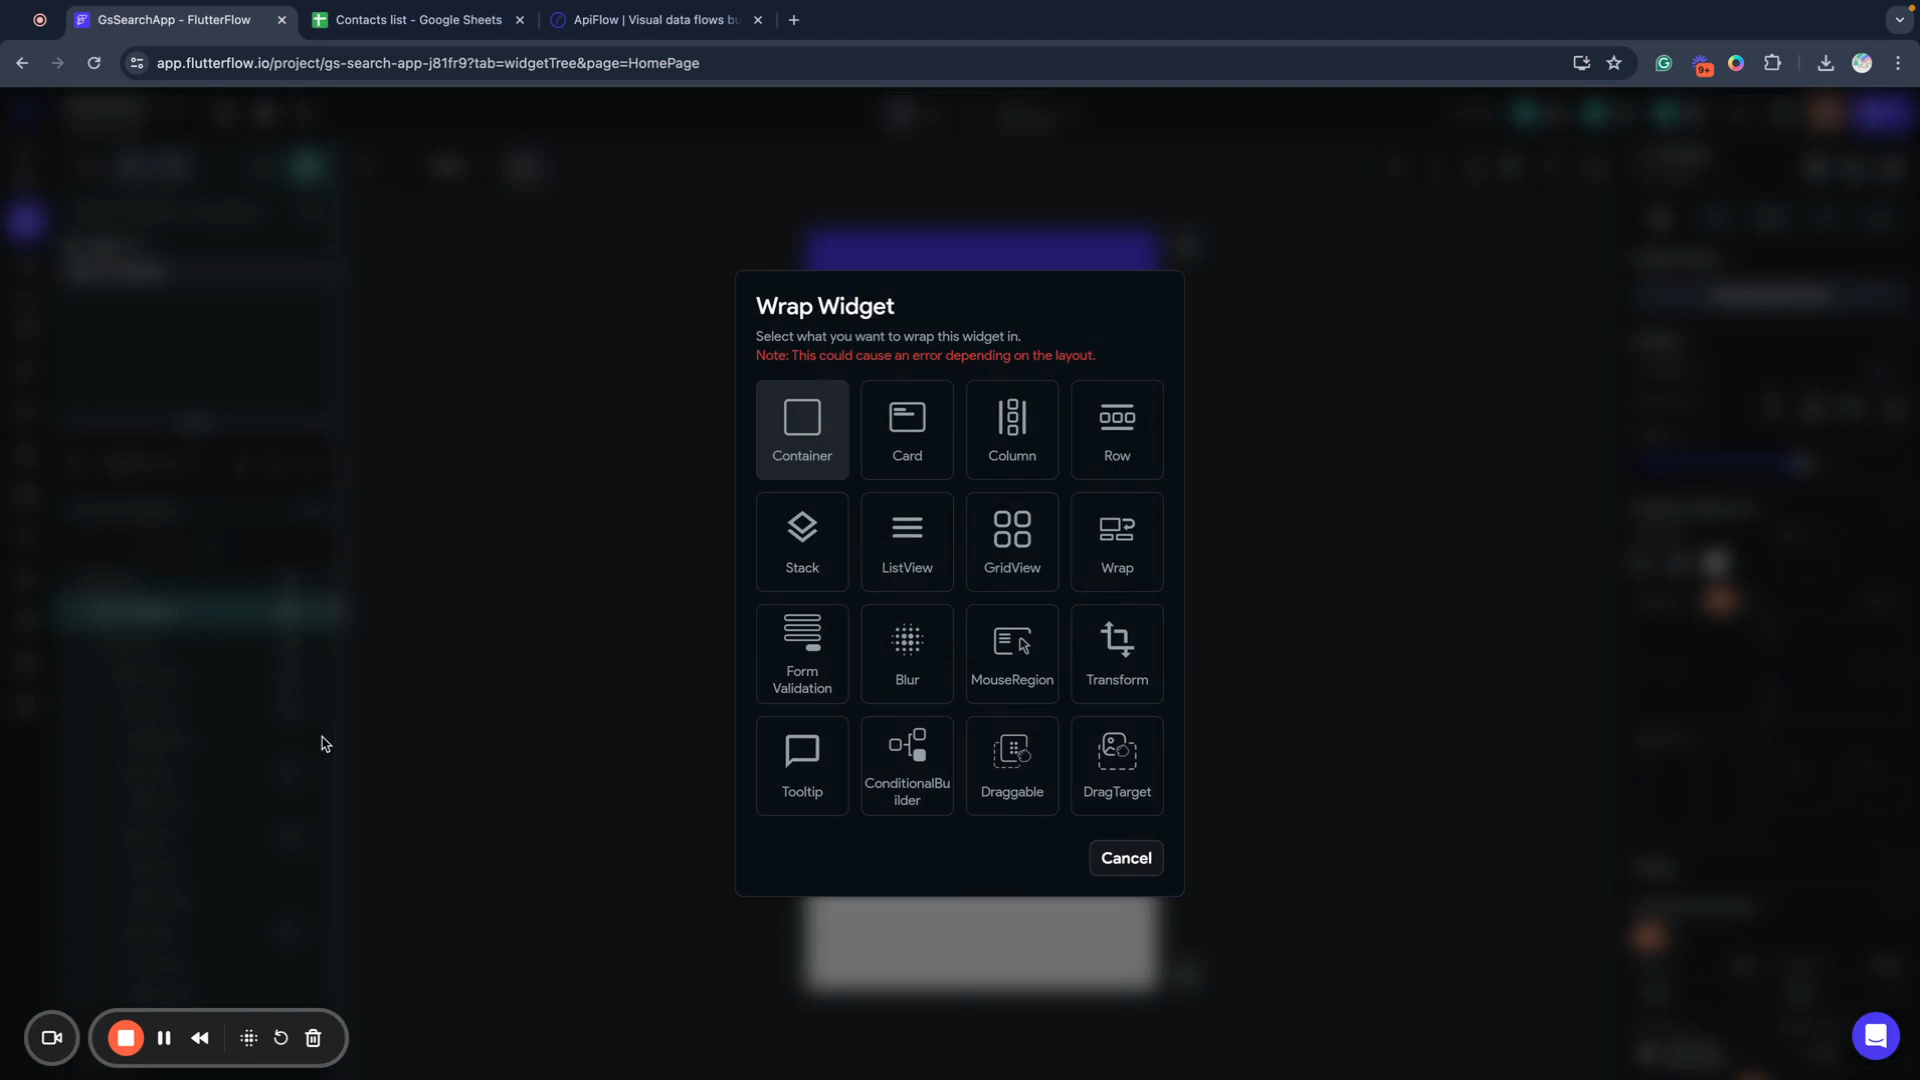 GsSearchApp - FlutterFlow
Contacts list - Google Sheets
ApiFlow | Visual data flows bu
app.flutterflow.io/project/gs-search-app-j81fr9?tab=widgetTree&page=HomePage
9+
Wrap Widget
Select what you want to wrap this widget in.
Note: This could cause an error depending on the layout.
Container
Card
Column
Row
Stack
ListView
GridView
Wrap
Form
Validation
Blur
MouseRegion
Transform
Tooltip
ConditionalBu
ilder
Draggable
DragTarget
Cancel